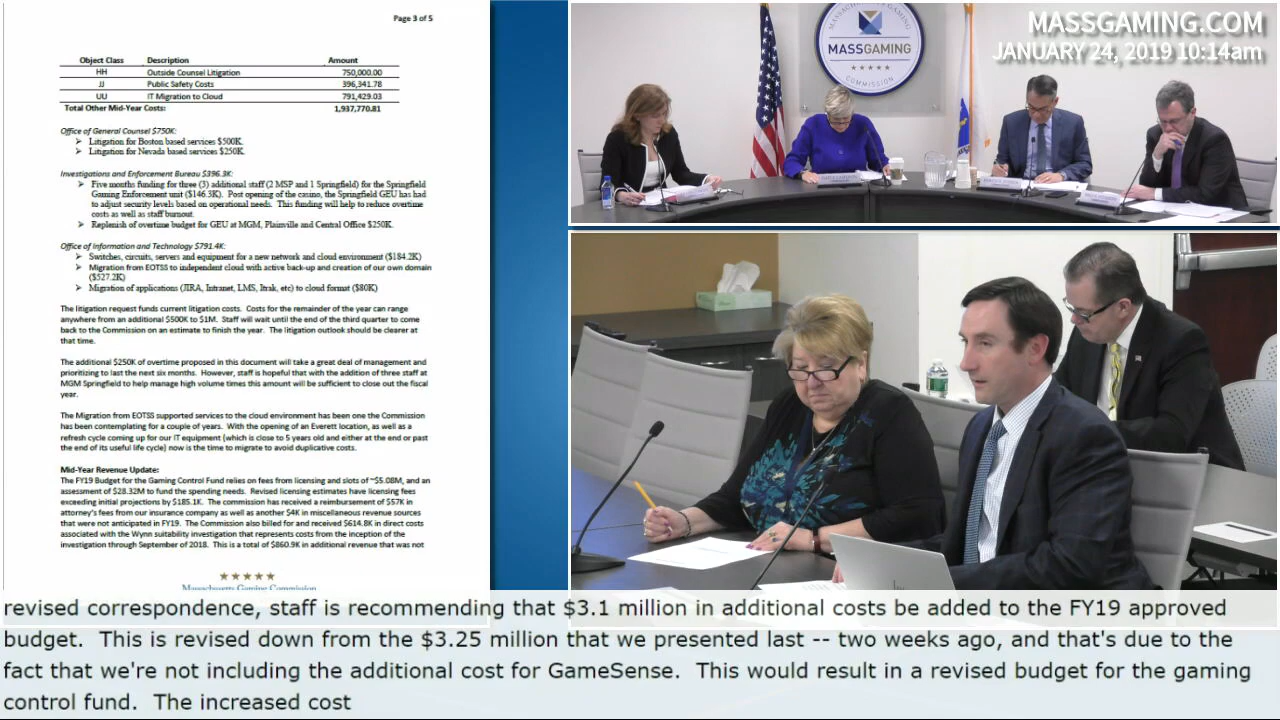 Page 3 of 5
Object Class Description Amount
HH Outside Counsel Litigation 750,000.00
JJ Public Safety Costs 396,341.78
UU IT Migration to Cloud 791,429.03
Total Other Mid-Year Costs: 1,937,770.81
Office of General Counsel $750K:
➢ Litigation for Boston based services $500K.
➢ Litigation for Nevada based services $250K.
Investigations and Enforcement Bureau $396.3K:
➢ Five months funding for three (3) additional staff (2 MSP and 1 Springfield) for the Springfield
Gaming Enforcement unit ($146.3K). Post opening of the casino, the Springfield GEU has had
to adjust security levels based on operational needs. This funding will help to reduce overtime
costs as well as staff burnout.
➢ Replenish of overtime budget for GEU at MGM, Plainville and Central Office $250K.
Office of Information and Technology $791.4K:
➢ Switches, circuits, servers and equipment for a new network and cloud environment ($184.2K)
➢ Migration from EOTSS to independent cloud with active back-up and creation of our own domain
($527.2K)
➢ Migration of applications (JIRA, Intranet, LMS, Itrak, etc) to cloud format ($80K)
The litigation request funds current litigation costs. Costs for the remainder of the year can range
anywhere from an additional $500K to $1M. Staff will wait until the end of the third quarter to come
back to the Commission on an estimate to finish the year. The litigation outlook should be clearer at
that time.
The additional $250K of overtime proposed in this document will take a great deal of management and
prioritizing to last the next six months. However, staff is hopeful that with the addition of three staff at
MGM Springfield to help manage high volume times this amount will be sufficient to close out the fiscal
year.
The Migration from EOTSS supported services to the cloud environment has been one the Commission
has been contemplating for a couple of years. With the opening of an Everett location, as well as a
refresh cycle coming up for our IT equipment (which is close to 5 years old and either at the end or past
the end of its useful life cycle) now is the time to migrate to avoid duplicative costs.
Mid-Year Revenue Update:
The FY19 Budget for the Gaming Control Fund relies on fees from licensing and slots of ~$5.08M, and an
assessment of $28.32M to fund the spending needs. Revised licensing estimates have licensing fees
exceeding initial projections by $185.1K. The commission has received a reimbursement of $57K in
attorney's fees from our insurance company as well as another $4K in miscellaneous revenue sources
that were not anticipated in FY19. The Commission also billed for and received $614.8K in direct costs
associated with the Wynn suitability investigation that represents costs from the inception of the
investigation through September of 2018. This is a total of $860.9K in additional revenue that was not
★★★★★
Massachusetts Gaming Commission
MASSGAMING.COM
JANUARY 24, 2019 10:14am
MASSACHUSETTS GAMING
MASSGAMING
★★★★★
COMMISSION
revised correspondence, staff is recommending that $3.1 million in additional costs be added to the FY19 approved
budget. This is revised down from the $3.25 million that we presented last -- two weeks ago, and that's due to the
fact that we're not including the additional cost for GameSense. This would result in a revised budget for the gaming
control fund. The increased cost